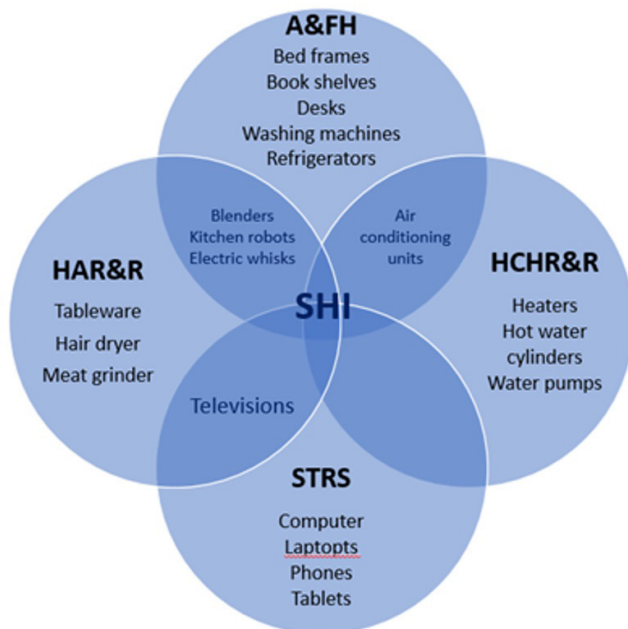 A&FH
Bed frames
Book shelves
Desks
Washing machines
Refrigerators
Blenders
Kitchen robots
Electric whisks
Air
conditioning
units
HAR&R
Tableware
Hair dryer
Meat grinder
SHI
HCHR&R
Heaters
Hot water
cylinders
Water pumps
Televisions
STRS
Computer
Laptopts
Phones
Tablets